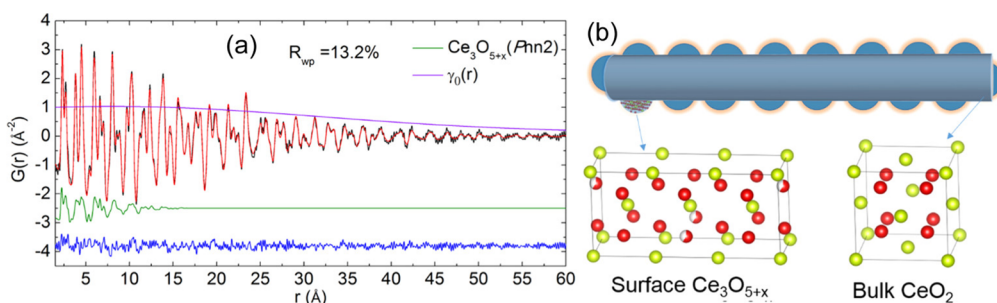 (a)
R_wp =13.2%
Ce₃O₅₊ₓ(Pnn2)
γ₀(r)
G(r) (Å⁻²)
4
3
2
1
0
-1
-2
-3
-4
5 10 15 20 25 30 35 40 45 50 55 60
r (Å)
(b)
Surface Ce₃O₅₊ₓ
Bulk CeO₂